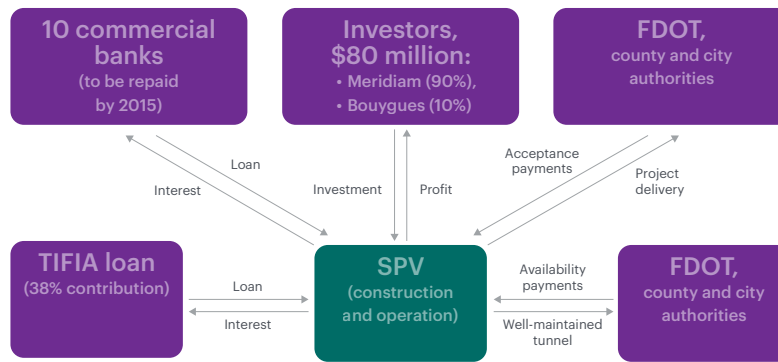 10 commercial
banks
(to be repaid
by 2015)
Investors,
$80 million:
• Meridiam (90%),
• Bouygues (10%)
FDOT,
county and city
authorities
Loan
Interest
Investment
Profit
Acceptance
payments
Project
delivery
TIFIA loan
(38% contribution)
Loan
Interest
SPV
(construction
and operation)
Availability
payments
Well-maintained
tunnel
FDOT,
county and city
authorities